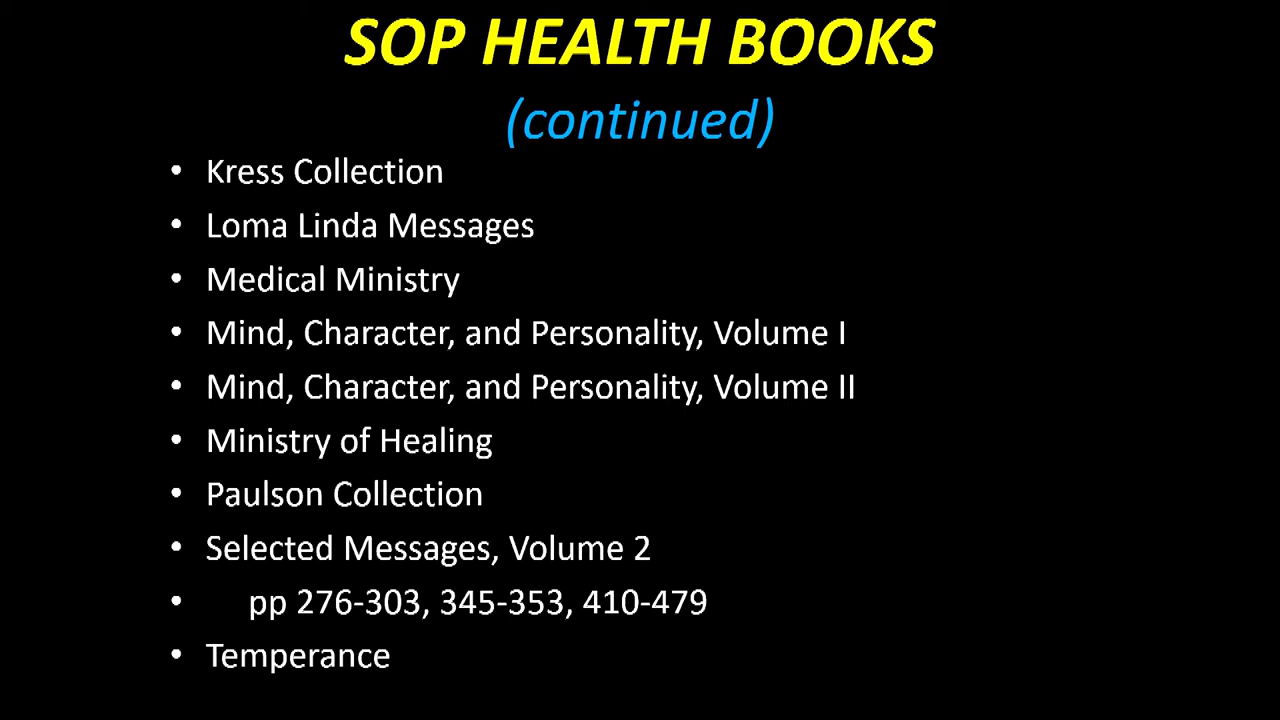 SOP HEALTH BOOKS
(continued)
• Kress Collection
• Loma Linda Messages
• Medical Ministry
• Mind, Character, and Personality, Volume I
• Mind, Character, and Personality, Volume II
• Ministry of Healing
• Paulson Collection
• Selected Messages, Volume 2
• pp 276-303, 345-353, 410-479
• Temperance